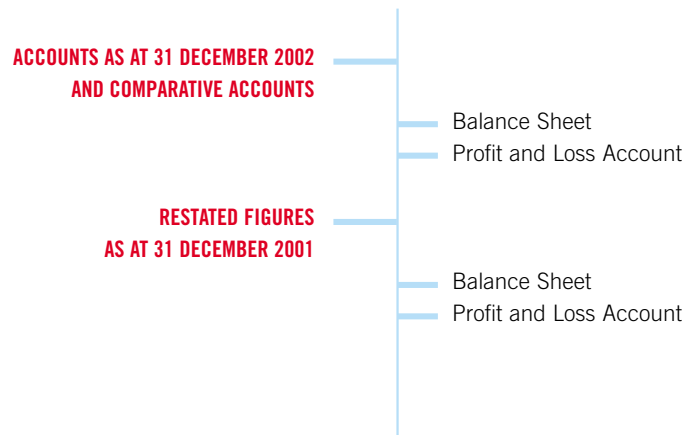 ACCOUNTS AS AT 31 DECEMBER 2002
AND COMPARATIVE ACCOUNTS
Balance Sheet
Profit and Loss Account
RESTATED FIGURES
AS AT 31 DECEMBER 2001
Balance Sheet
Profit and Loss Account